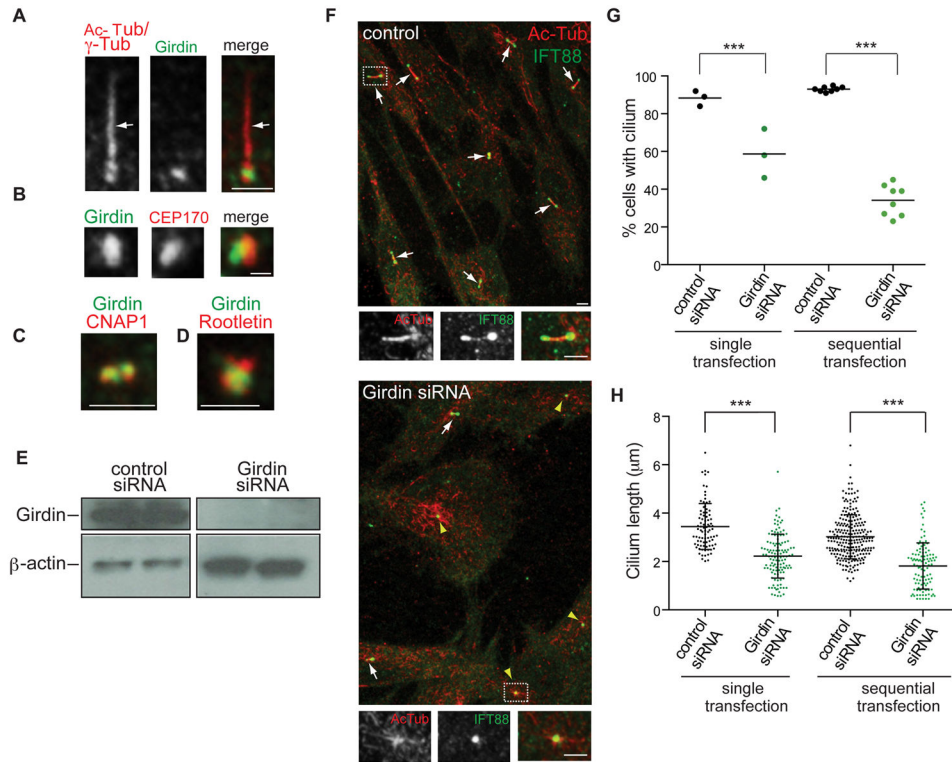 A
Ac- Tub/
γ-Tub
Girdin
merge
B
Girdin
CEP170
merge
C
Girdin
CNAP1
D
Girdin
Rootletin
E
control
siRNA
Girdin
siRNA
Girdin
β-actin
F
control
Ac-Tub
IFT88
AcTub
IFT88
Girdin siRNA
AcTub
IFT88
G
***
***
% cells with cilium
100
80
60
40
20
0
control
siRNA
Girdin
siRNA
control
siRNA
Girdin
siRNA
single
transfection
sequential
transfection
H
***
***
Cilium length (μm)
8
6
4
2
0
control
siRNA
Girdin
siRNA
control
siRNA
Girdin
siRNA
single
transfection
sequential
transfection